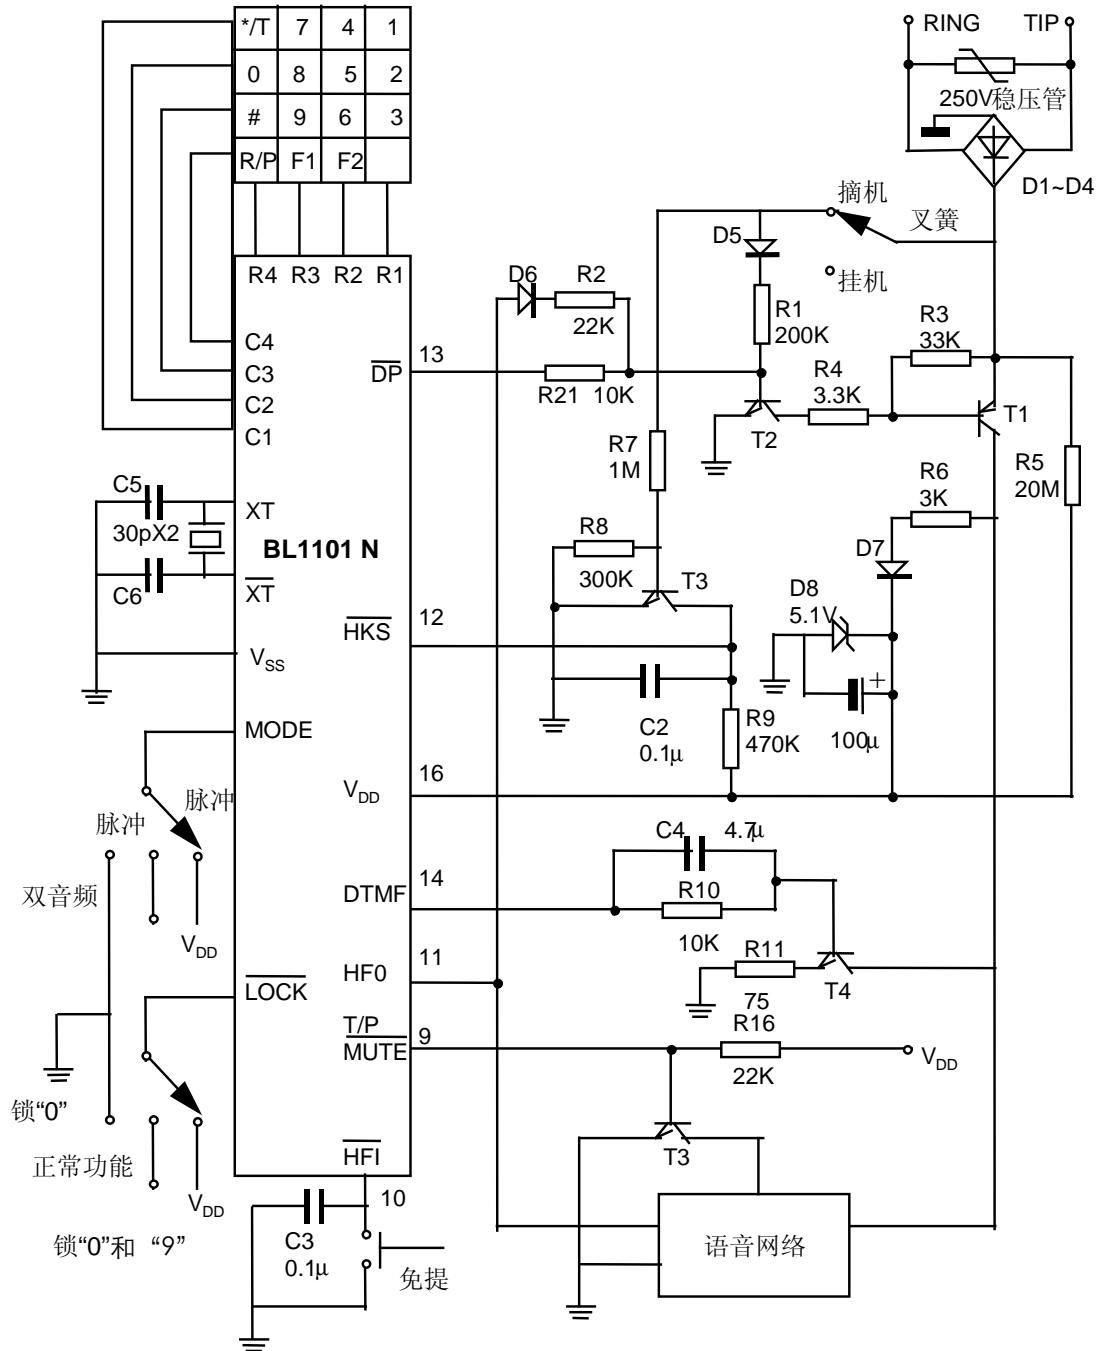 */T 7 4 1
0 8 5 2
# 9 6 3
R/P F1 F2
RING TIP
250V稳压管
D1~D4
摘机
叉簧
挂机
R4 R3 R2 R1
C4
C3
C2
C1
D6 R2
22K
D5
R1
200K
R3
33K
13
DP
R21 10K
R4
3.3K
T2
T1
R7
1M
R5
20M
R6
3K
C5
30pX2
C6
XT
BL1101 N
XT
R8
300K
T3
D7
D8
5.1V
+
100μ
12
HKS
VSS
C2
0.1μ
R9
470K
MODE
16
VDD
脉冲
脉冲
双音频
VDD
C4 4.7μ
14
DTMF
R10
10K
R11
75
T4
11
HF0
LOCK
T/P
MUTE
9
R16
22K
VDD
锁“0”
正常功能
VDD
锁“0”和 “9”
T3
HFI
10
C3
0.1μ
免提
语音网络